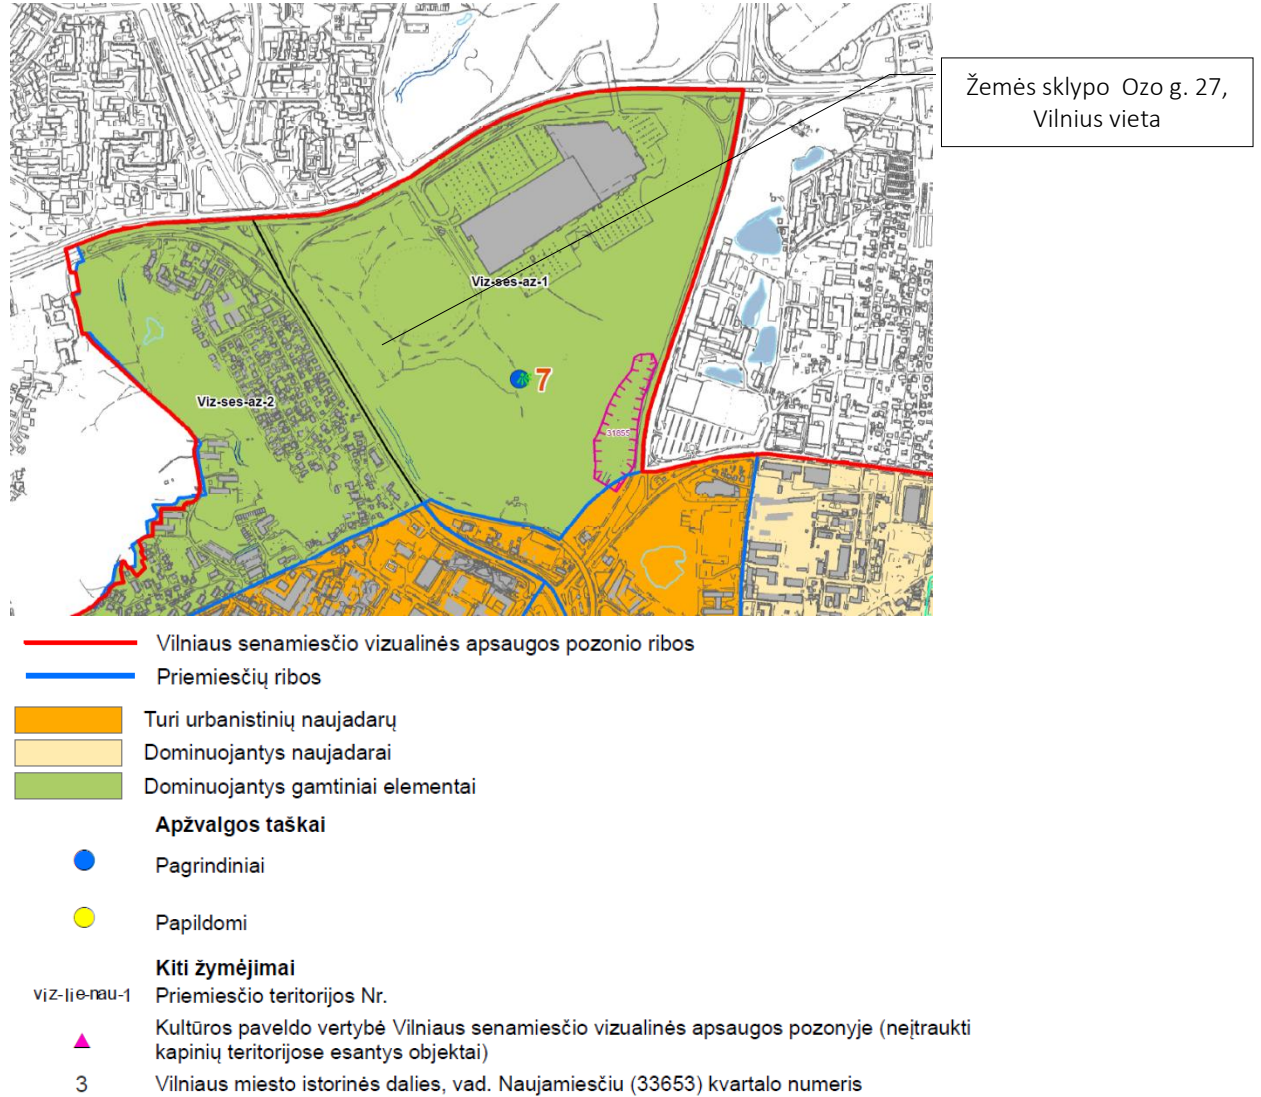 Žemės sklypo Ozo g. 27,
Vilnius vieta
Viz-ses-az-1
7
Viz-ses-az-2
31855
Vilniaus senamiesčio vizualinės apsaugos pozonio ribos
Priemiesčių ribos
Turi urbanistinių naujadarų
Dominuojantys naujadarai
Dominuojantys gamtiniai elementai
Apžvalgos taškai
Pagrindiniai
Papildomi
Kiti žymėjimai
viz-lie-nau-1 Priemiesčio teritorijos Nr.
Kultūros paveldo vertybė Vilniaus senamiesčio vizualinės apsaugos pozonyje (neįtraukti
kapinių teritorijose esantys objektai)
3 Vilniaus miesto istorinės dalies, vad. Naujamiesčiu (33653) kvartalo numeris